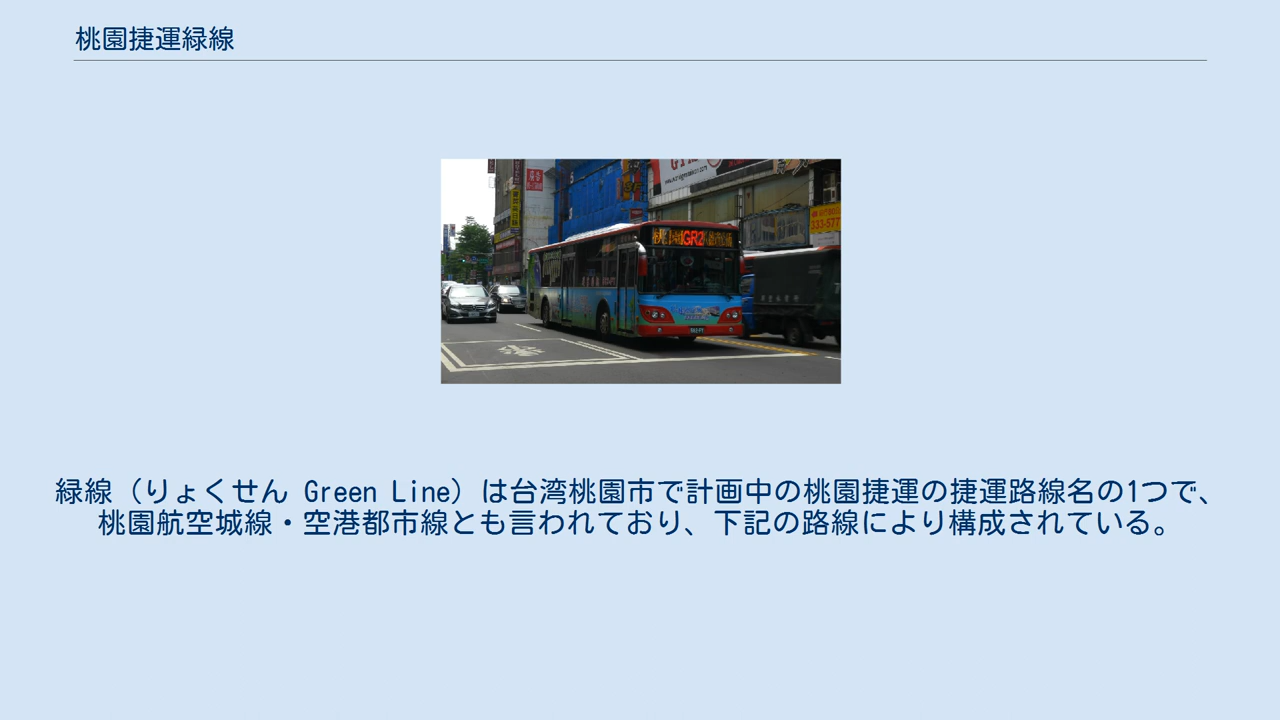 桃園捷運緑線
GR2
333-577
緑線（りょくせん Green Line）は台湾桃園市で計画中の桃園捷運の捷運路線名の1つで、
桃園航空城線・空港都市線とも言われており、下記の路線により構成されている。